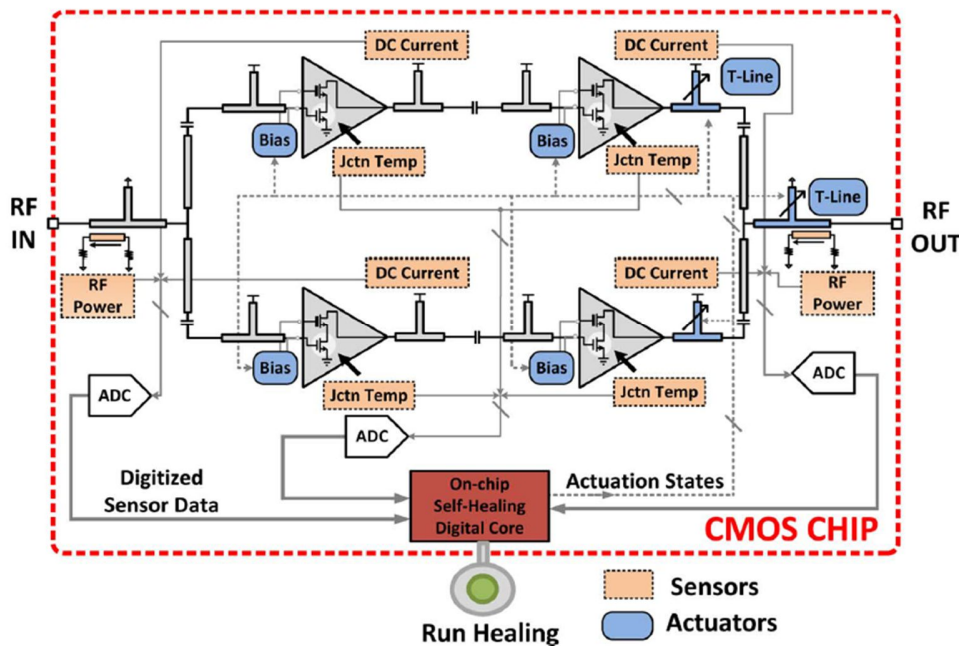 DC Current
DC Current
T-Line
Bias
Bias
Jctn Temp
Jctn Temp
RF
IN
T-Line
RF
OUT
RF
Power
DC Current
DC Current
RF
Power
Bias
Bias
Jctn Temp
Jctn Temp
ADC
ADC
ADC
Digitized
Sensor Data
On-chip
Self-Healing
Digital Core
Actuation States
CMOS CHIP
Sensors
Actuators
Run Healing